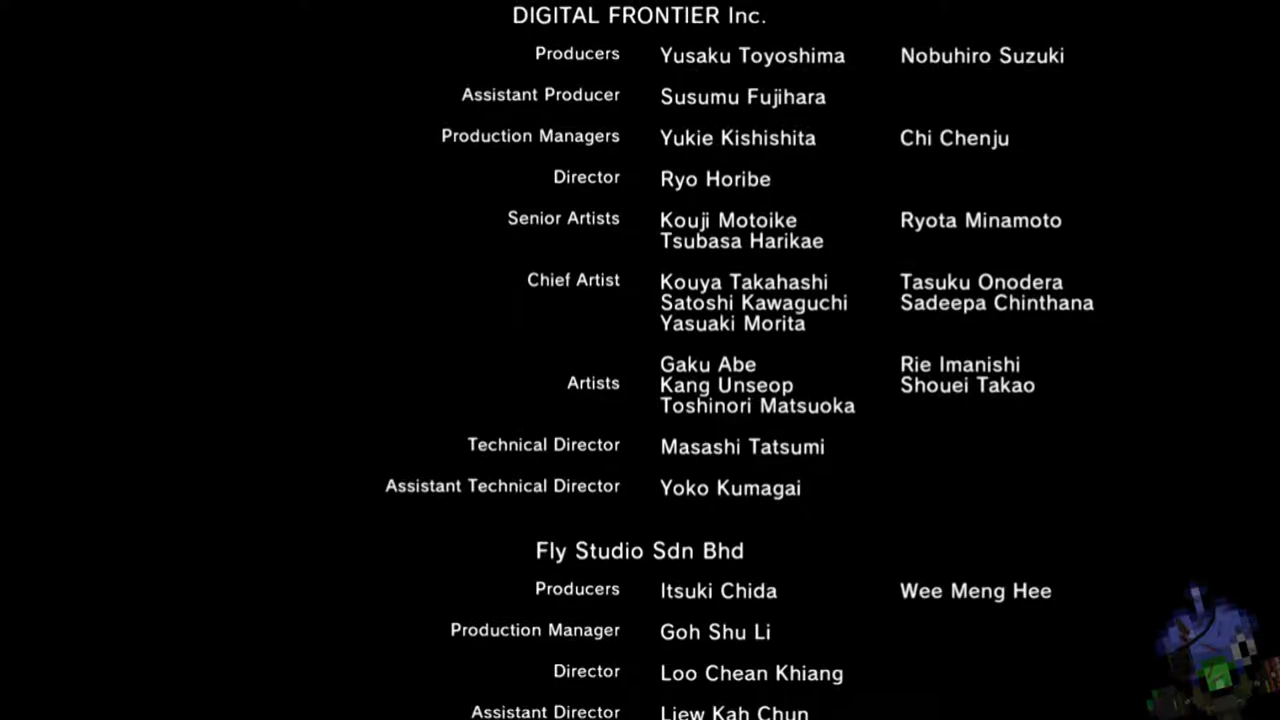 DIGITAL FRONTIER Inc.
Producers Yusaku Toyoshima Nobuhiro Suzuki
Assistant Producer Susumu Fujihara
Production Managers Yukie Kishishita Chi Chenju
Director Ryo Horibe
Senior Artists Kouji Motoike Ryota Minamoto
Tsubasa Harikae
Chief Artist Kouya Takahashi Tasuku Onodera
Satoshi Kawaguchi Sadeepa Chinthana
Yasuaki Morita
Gaku Abe Rie Imanishi
Artists Kang Unseop Shouei Takao
Toshinori Matsuoka
Technical Director Masashi Tatsumi
Assistant Technical Director Yoko Kumagai
Fly Studio Sdn Bhd
Producers Itsuki Chida Wee Meng Hee
Production Manager Goh Shu Li
Director Loo Chean Khiang
Assistant Director Liew Kah Chun